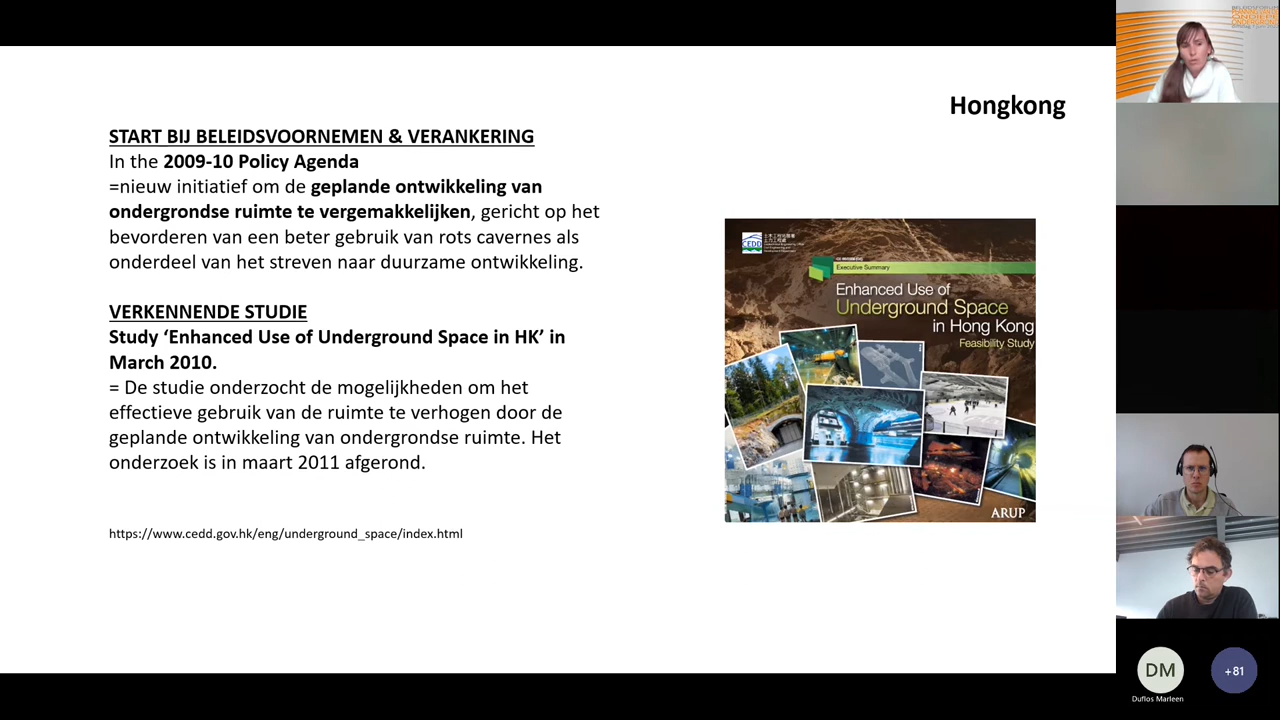 Hongkong
START BIJ BELEIDSVOORNEMEN & VERANKERING
In the 2009-10 Policy Agenda
=nieuw initiatief om de geplande ontwikkeling van
ondergrondse ruimte te vergemakkelijken, gericht op het
bevorderen van een beter gebruik van rots cavernes als
onderdeel van het streven naar duurzame ontwikkeling.
VERKENNENDE STUDIE
Study ‘Enhanced Use of Underground Space in HK’ in
March 2010.
= De studie onderzocht de mogelijkheden om het
effectieve gebruik van de ruimte te verhogen door de
geplande ontwikkeling van ondergrondse ruimte. Het
onderzoek is in maart 2011 afgerond.
https://www.cedd.gov.hk/eng/underground_space/index.html
CEDD
Executive Summary
Enhanced Use of
Underground Space
in Hong Kong
Feasibility Study
ARUP
DM
Duflos Marleen
+81